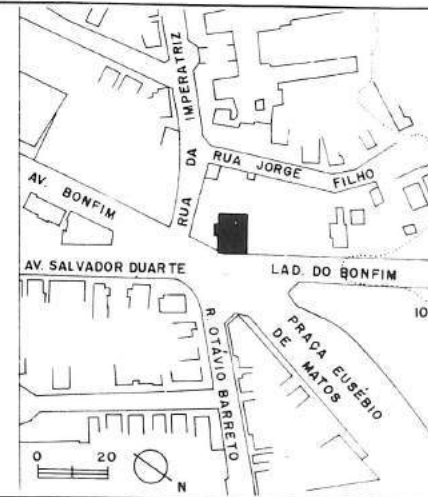 RUA DA IMPERATRIZ
RUA JORGE FILHO
AV. BONFIM
AV. SALVADOR DUARTE
LAD. DO BONFIM
10
PRAÇA EUSÉBIO
DE MATOS
R. OTÁVIO BARRETO
0 20
N